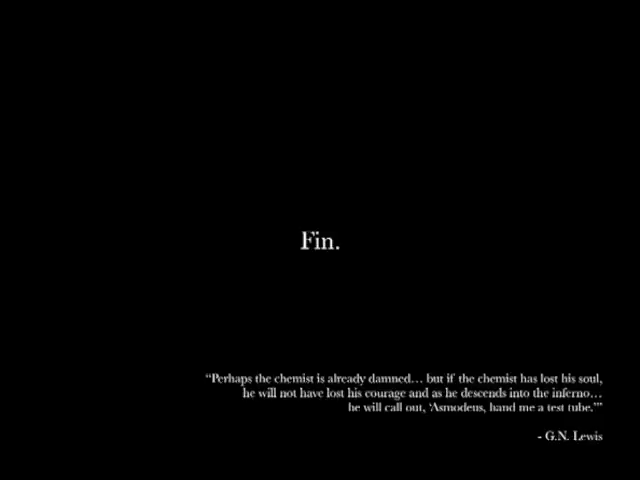 Fin.
“Perhaps the chemist is already damned… but if the chemist has lost his soul,
he will not have lost his courage and as he descends into the inferno…
he will call out, ‘Asmodeus, hand me a test tube.’”
- G.N. Lewis